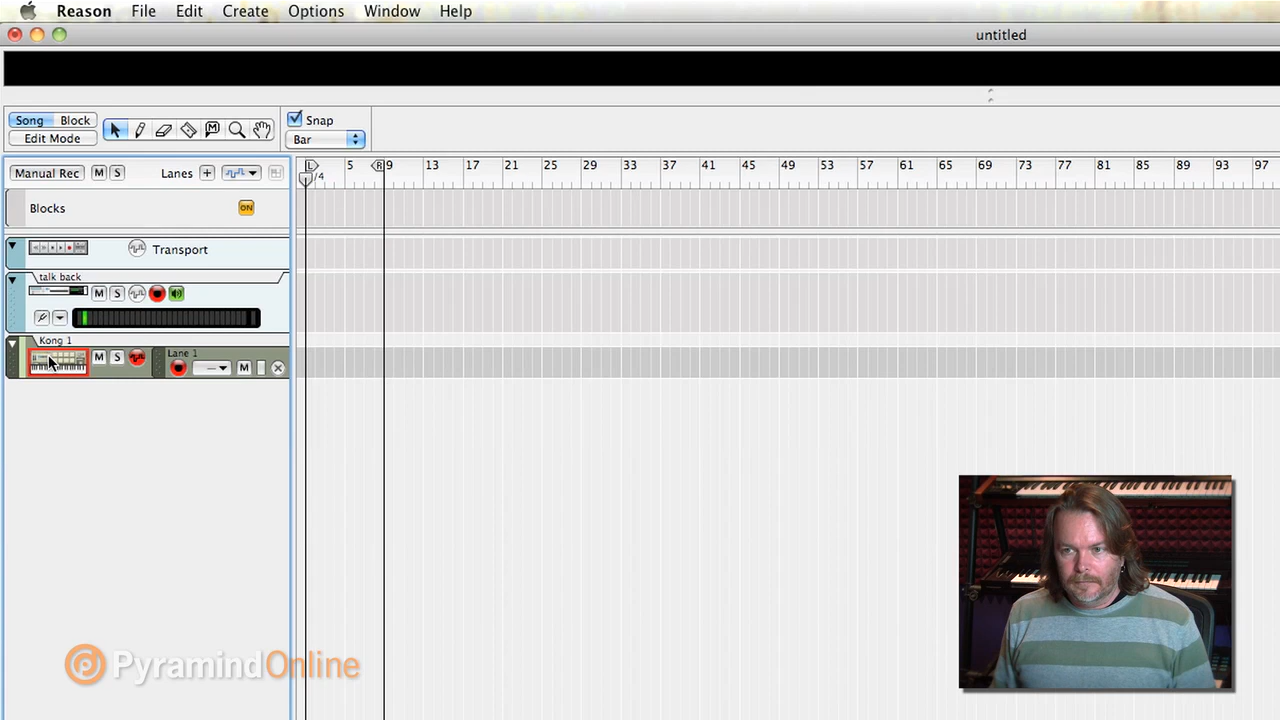 Reason File Edit Create Options Window Help
untitled
Song Block
Edit Mode
Snap
Bar
Manual Rec M S Lanes +
L 5 R 9 13 17 21 25 29 33 37 41 45 49 53 57 61 65 69 73 77 81 85 89 93 97
/4
Blocks ON
Transport
talk back
M S
Kong 1
M S Lane 1
M
PyramindOnline